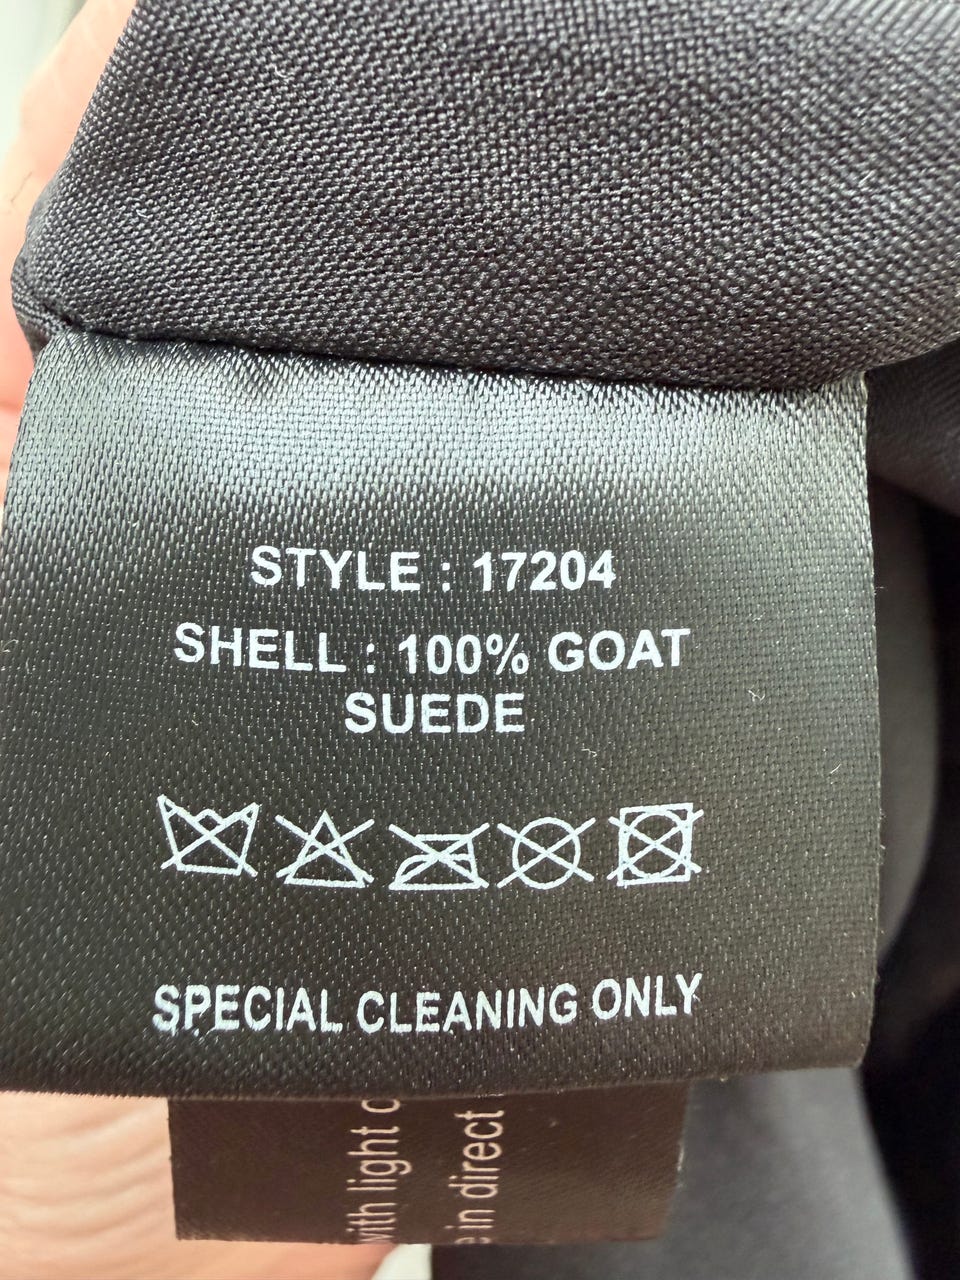 STYLE : 17204
SHELL : 100% GOAT
SUEDE
SPECIAL CLEANING ONLY
with light
in direct